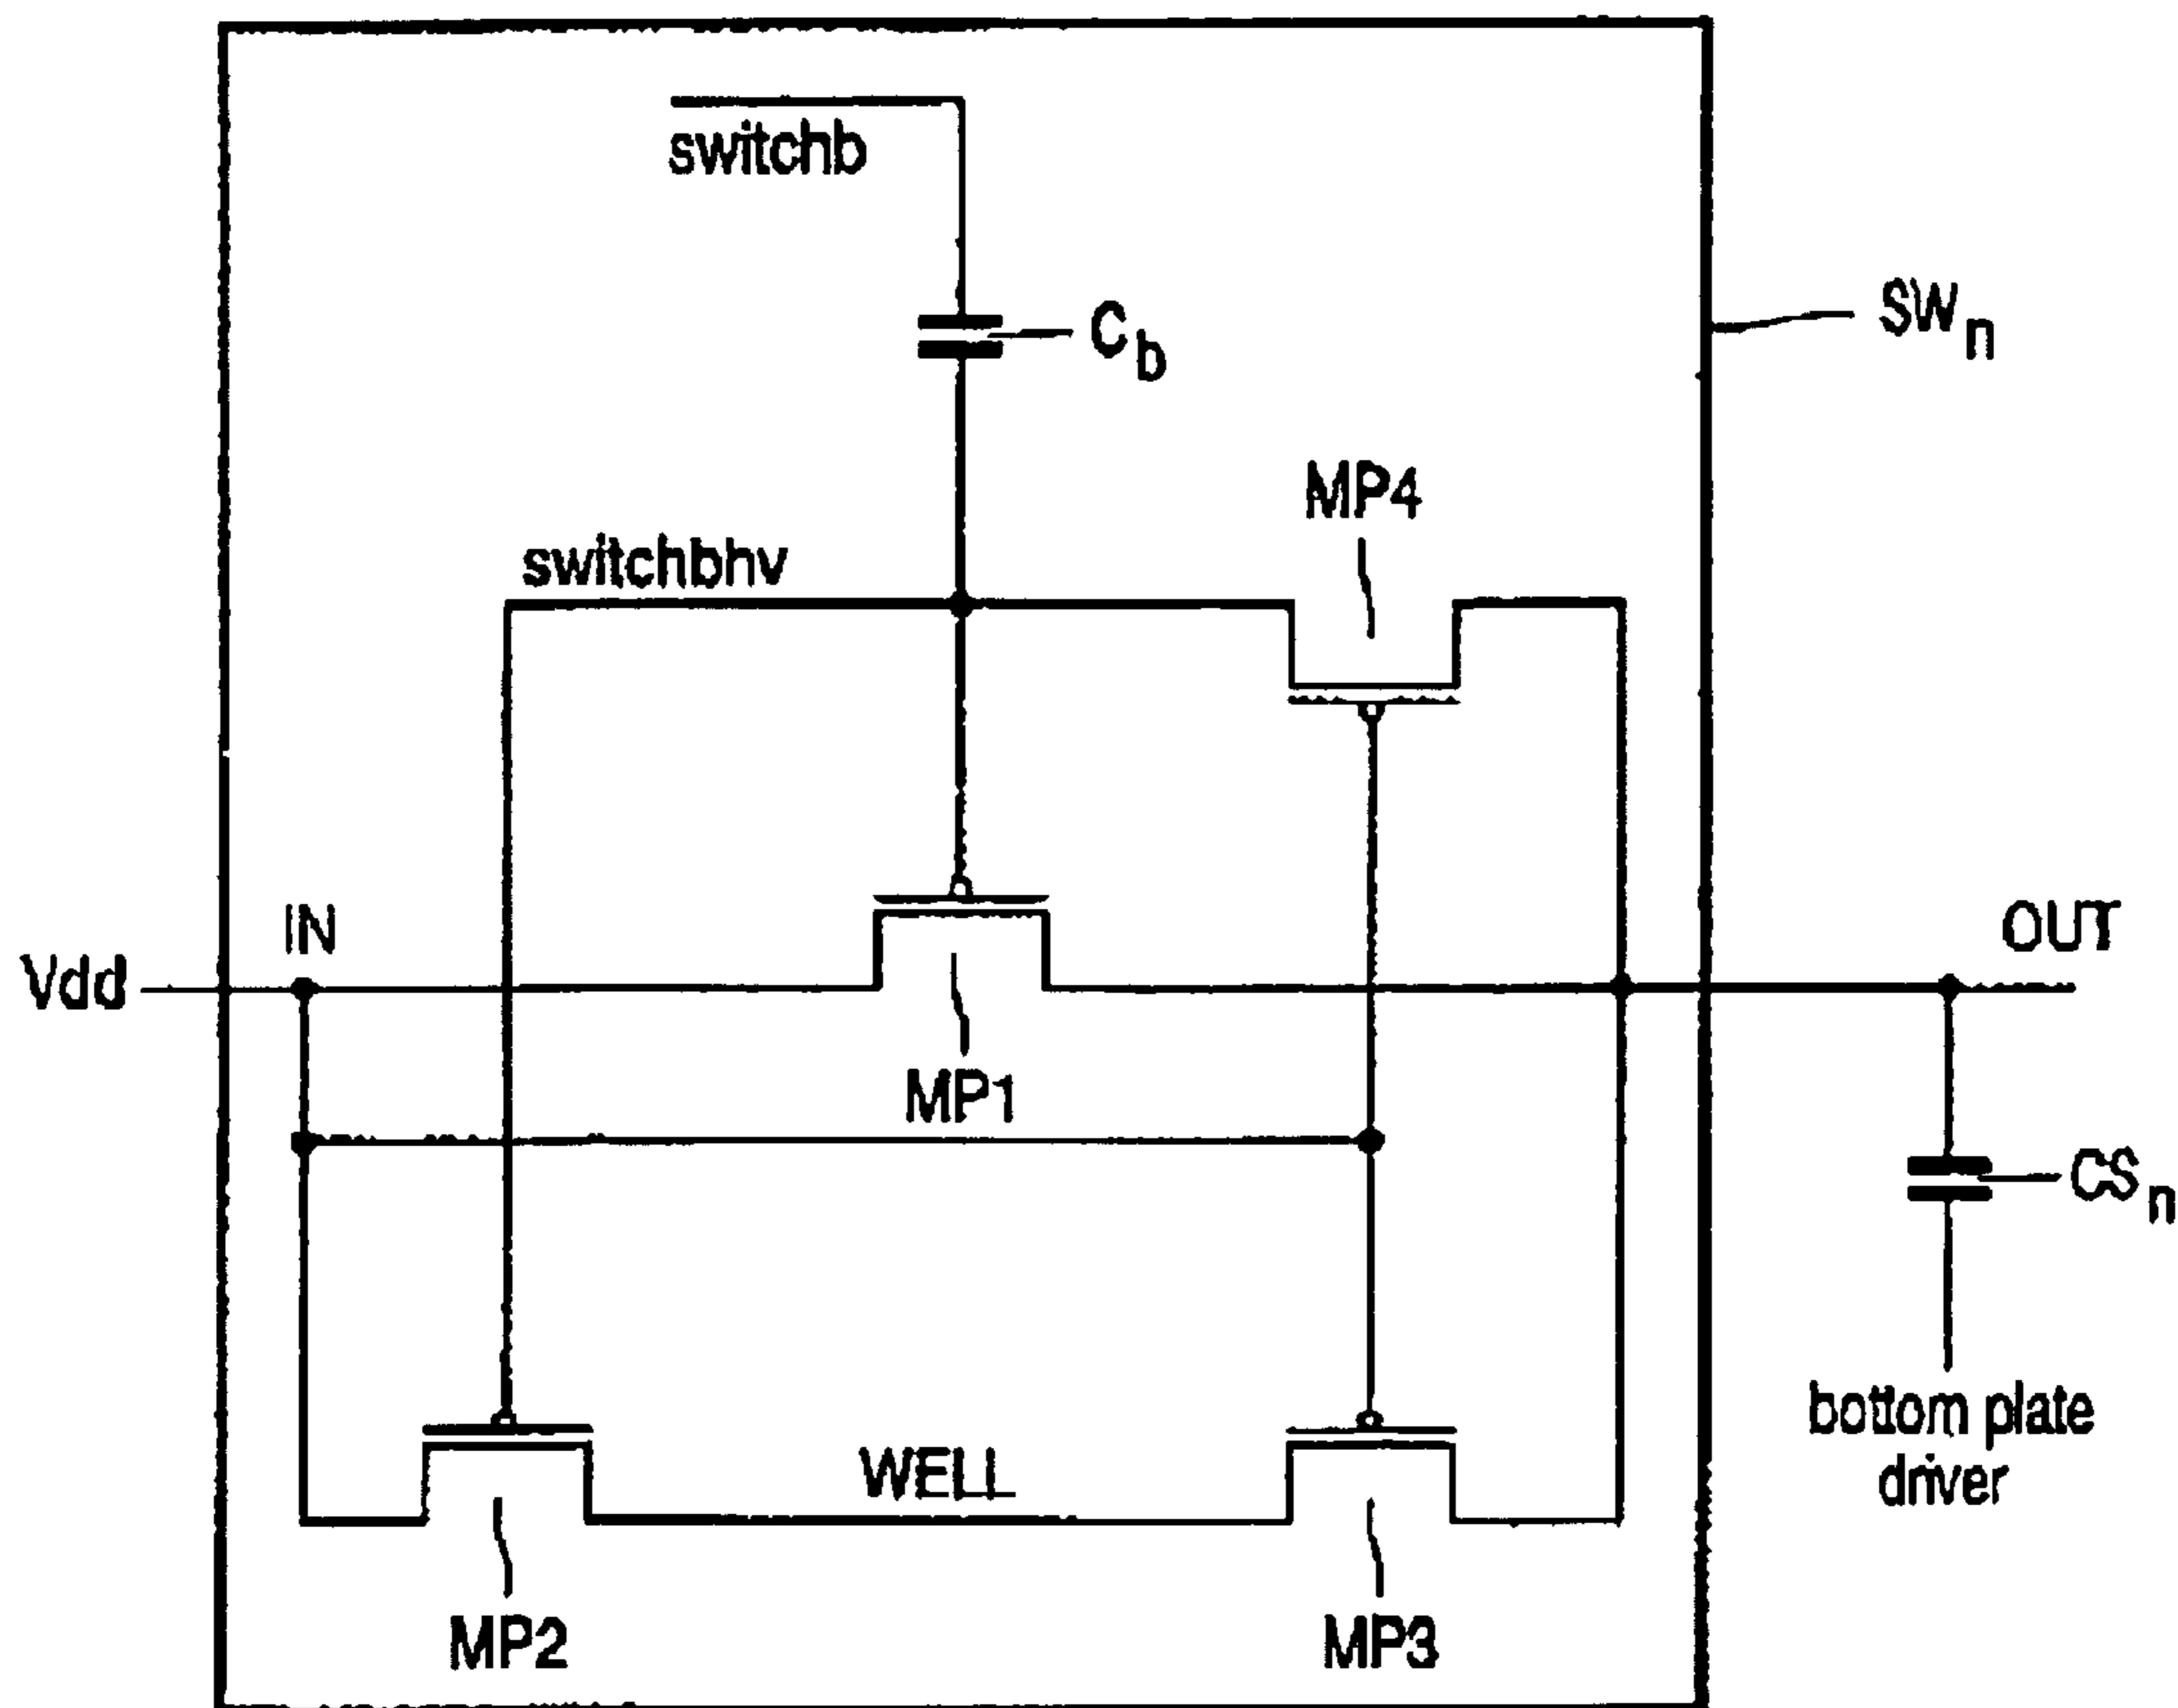 switchb
Cb
SWn
MP4
switchbhv
IN
Vdd
OUT
MP1
CSn
bottom plate
driver
WELL
MP2
MP3